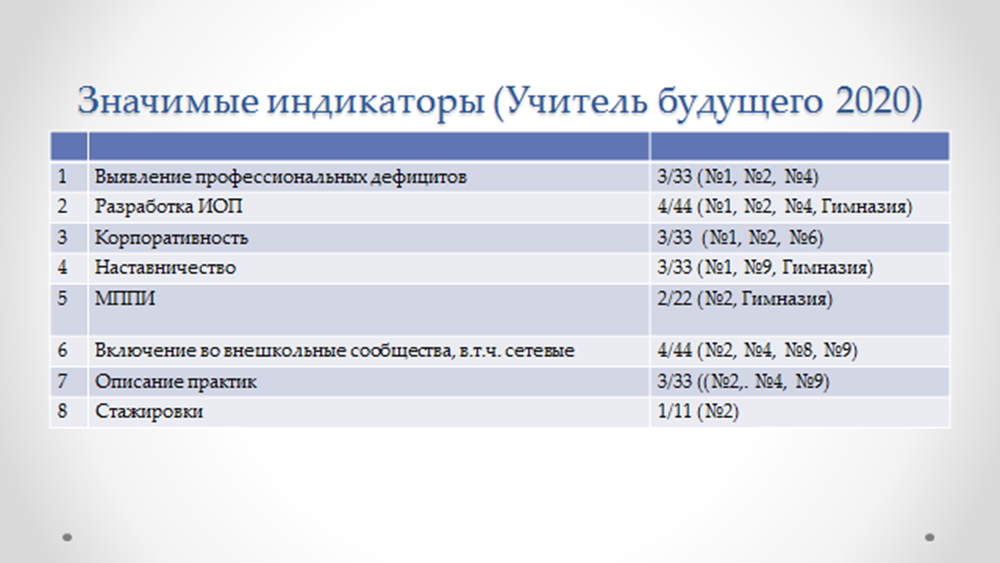 Значимые индикаторы (Учитель будущего 2020)
1 Выявление профессиональных дефицитов 3/33 (№1, №2, №4)
2 Разработка ИОП 4/44 (№1, №2, №4, Гимназия)
3 Корпоративность 3/33 (№1, №2, №6)
4 Наставничество 3/33 (№1, №9, Гимназия)
5 МППИ 2/22 (№2, Гимназия)
6 Включение во внешкольные сообщества, в.т.ч. сетевые 4/44 (№2, №4, №8, №9)
7 Описание практик 3/33 ((№2,. №4, №9)
8 Стажировки 1/11 (№2)